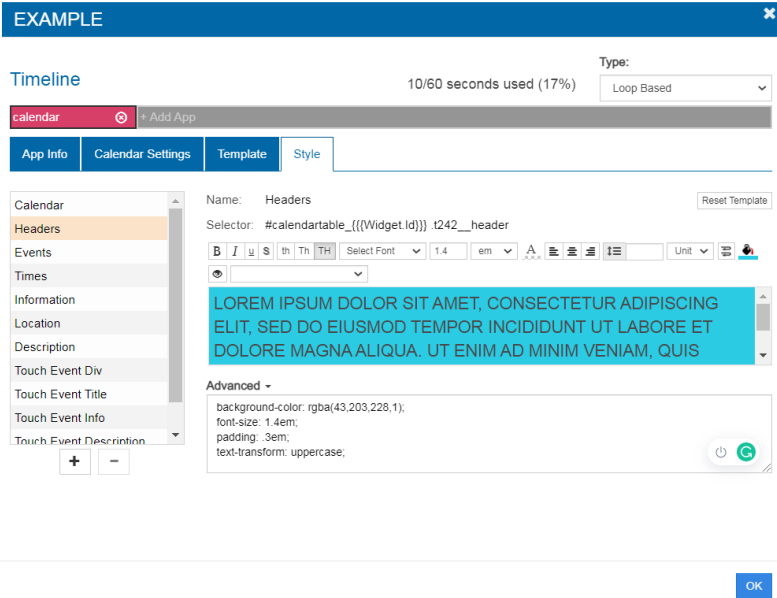 EXAMPLE
Timeline
10/60 seconds used (17%)
Type:
Loop Based
calendar
+ Add App
App Info
Calendar Settings
Template
Style
Calendar
Headers
Events
Times
Information
Location
Description
Touch Event Div
Touch Event Title
Touch Event Info
Touch Event Description
Name: Headers
Reset Template
Selector: #calendartable_{{{Widget.Id}}} .t242__header
B I u S th Th TH Select Font 1.4 em A Unit
LOREM IPSUM DOLOR SIT AMET, CONSECTETUR ADIPISCING
ELIT, SED DO EIUSMOD TEMPOR INCIDIDUNT UT LABORE ET
DOLORE MAGNA ALIQUA. UT ENIM AD MINIM VENIAM, QUIS
Advanced
background-color: rgba(43,203,228,1);
font-size: 1.4em;
padding: .3em;
text-transform: uppercase;
OK